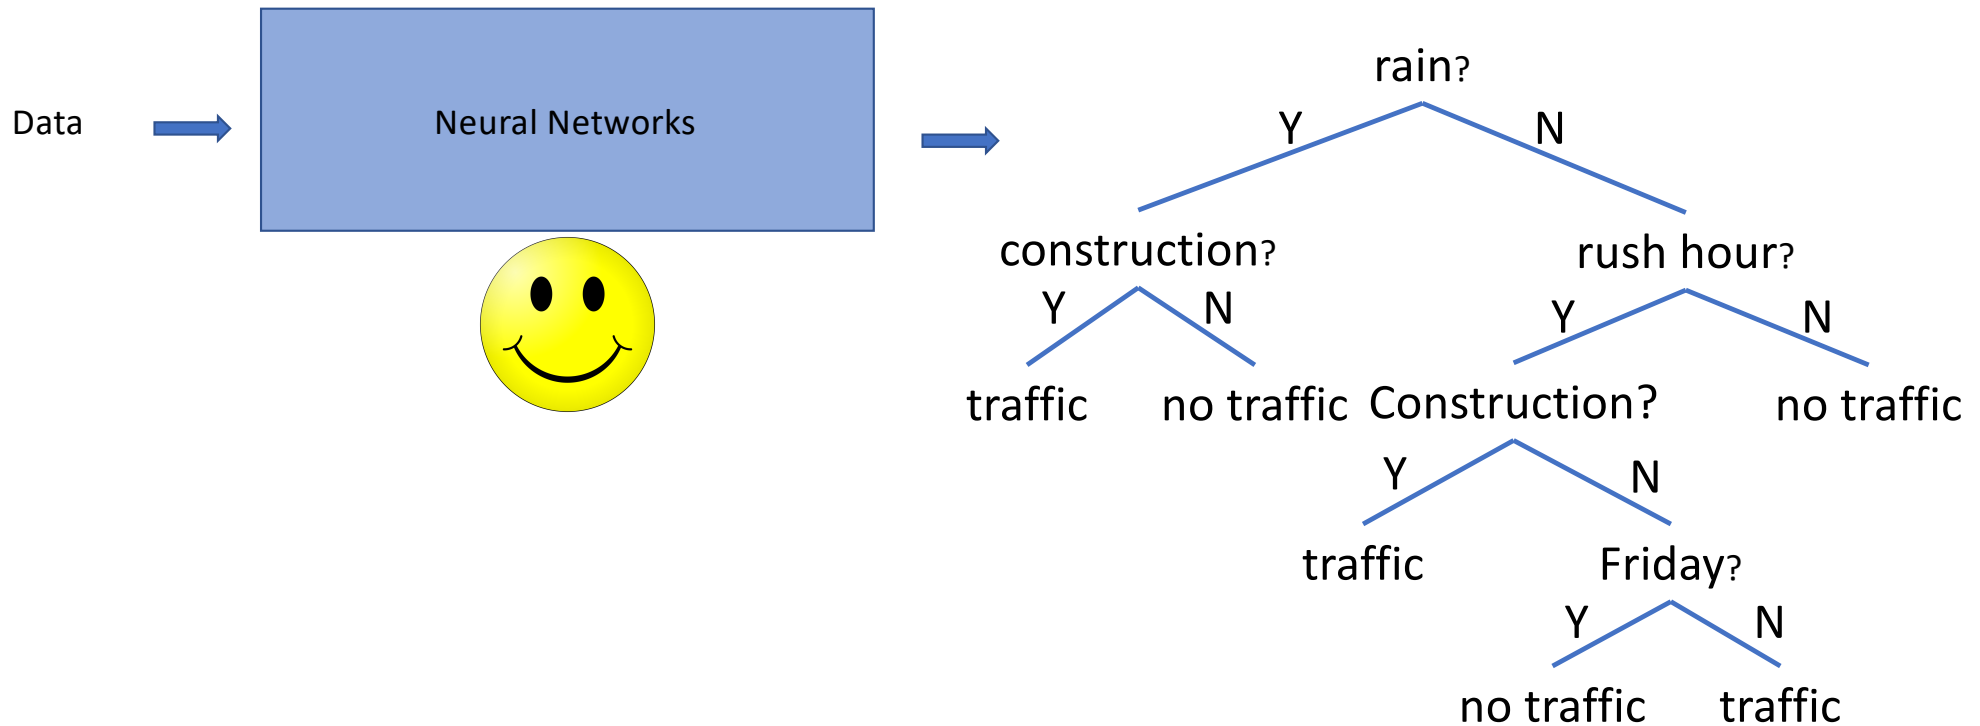 Data
Neural Networks
rain?
Y
N
construction?
rush hour?
Y
N
Y
N
traffic
no traffic
Construction?
no traffic
Y
N
traffic
Friday?
Y
N
no traffic
traffic